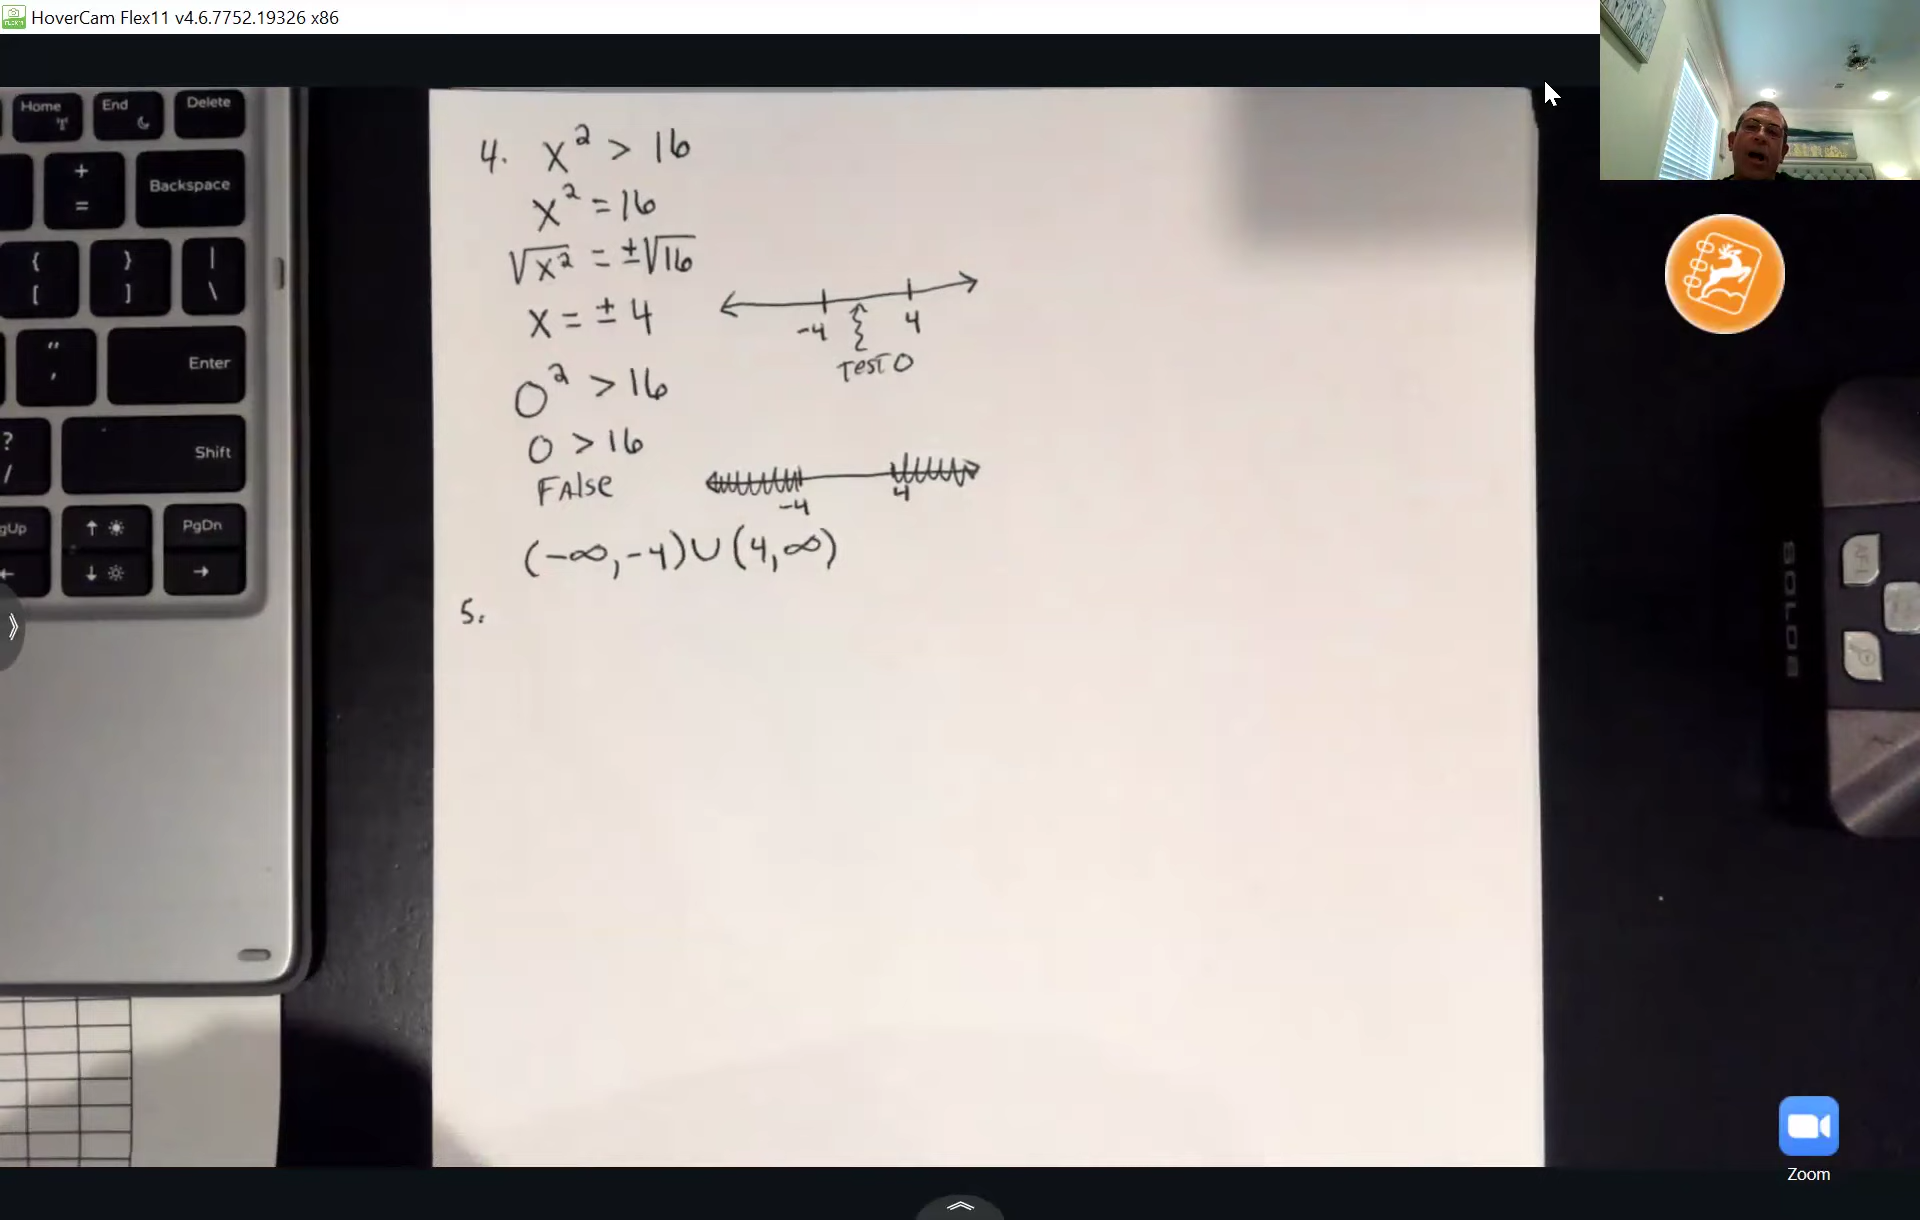 HoverCam Flex11 v4.6.7752.19326 x86
Home End Delete
+ = Backspace
{ [ } ] | \
" , Enter
? / Shift
gUp PgDn
4. x² > 16
x² = 16
√x² = ±√16
x = ± 4
-4 4
Test 0
0² > 16
0 > 16
FAlse
-4 4
(-∞, -4) ∪ (4, ∞)
5.
Zoom